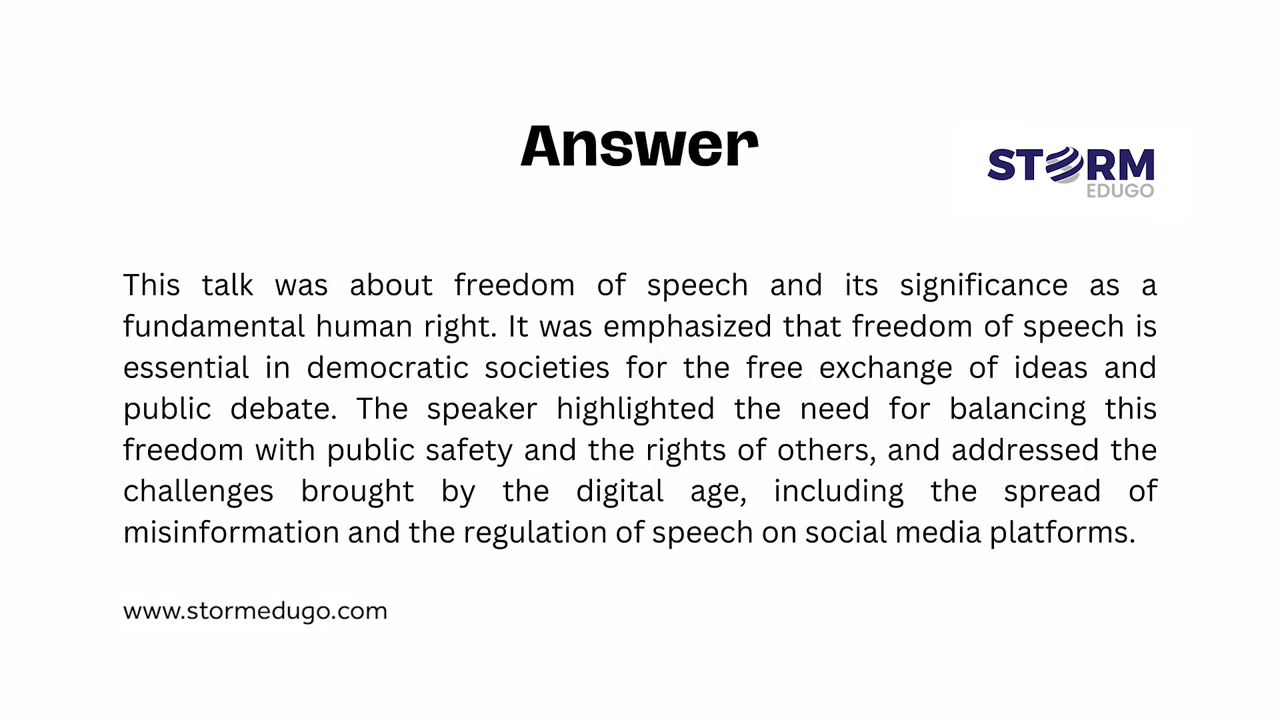 Answer
STORM
EDUGO
This talk was about freedom of speech and its significance as a
fundamental human right. It was emphasized that freedom of speech is
essential in democratic societies for the free exchange of ideas and
public debate. The speaker highlighted the need for balancing this
freedom with public safety and the rights of others, and addressed the
challenges brought by the digital age, including the spread of
misinformation and the regulation of speech on social media platforms.
www.stormedugo.com